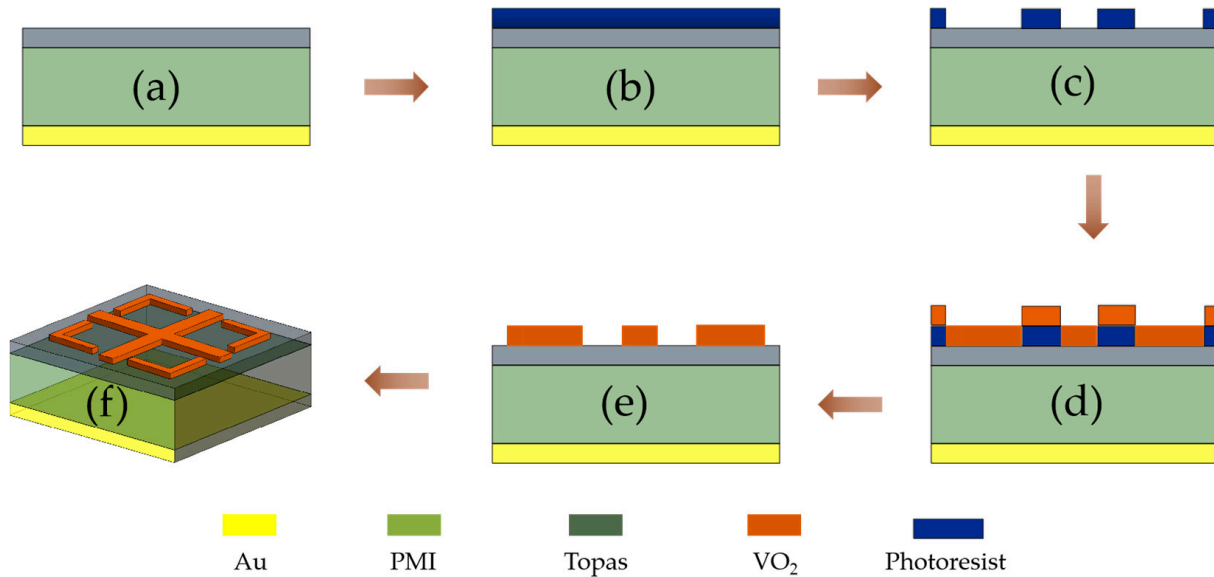 (a)
(b)
(c)
(f)
(e)
(d)
Au PMI Topas VO₂ Photoresist